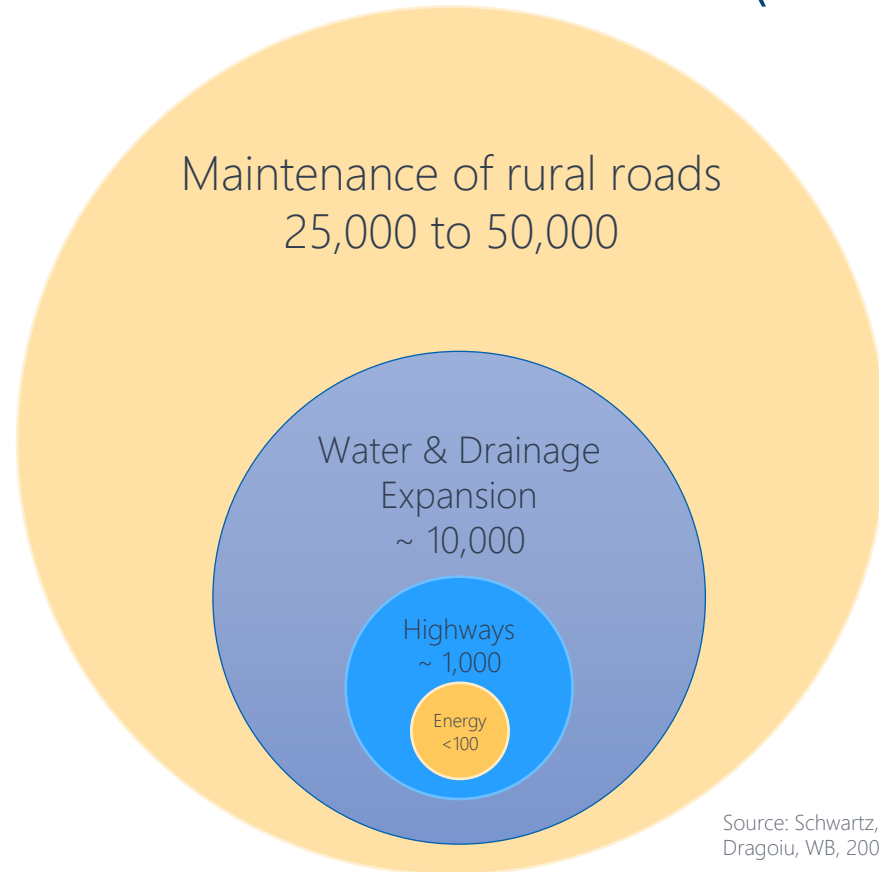 (
Maintenance of rural roads
25,000 to 50,000
Water & Drainage
Expansion
~ 10,000
Highways
~ 1,000
Energy
<100
Source: Schwartz,
Dragoiu, WB, 200